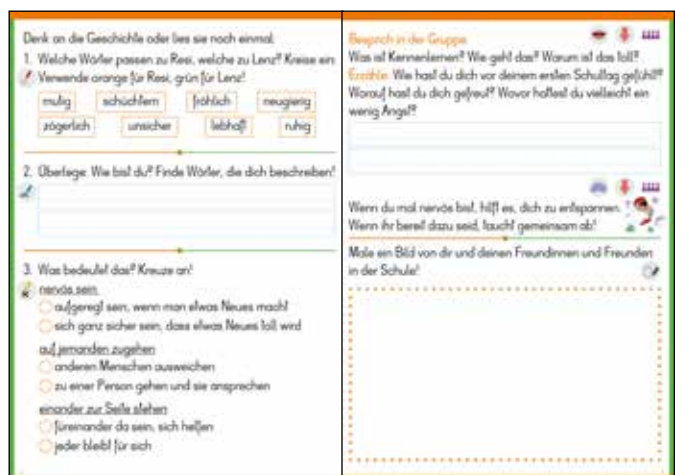 Denk an die Geschichte oder lies sie noch einmal.
1. Welche Wörter passen zu Resi, welche zu Lenz? Kreise ein.
Verwende orange für Resi, grün für Lenz!
mutig schüchtern fröhlich neugierig
zögerlich unsicher lebhaft ruhig
2. Überlege: Wie bist du? Finde Wörter, die dich beschreiben!
3. Was bedeutet das? Kreuze an!
nervös sein
aufgeregt sein, wenn man etwas Neues macht
sich ganz sicher sein, dass etwas Neues toll wird
auf jemanden zugehen
anderen Menschen ausweichen
zu einer Person gehen und sie ansprechen
einander zur Seite stehen
füreinander da sein, sich helfen
jeder bleibt für sich
Besprich in der Gruppe
Was ist Kennenlernen? Wie geht das? Warum ist das toll?
Erzähle: Wie hast du dich vor deinem ersten Schultag gefühlt?
Worauf hast du dich gefreut? Wovor hattest du vielleicht ein
wenig Angst?
Wenn du mal nervös bist, hilft es, dich zu entspannen.
Wenn ihr bereit dazu seid, taucht gemeinsam ab!
Male ein Bild von dir und deinen Freundinnen und Freunden
in der Schule!